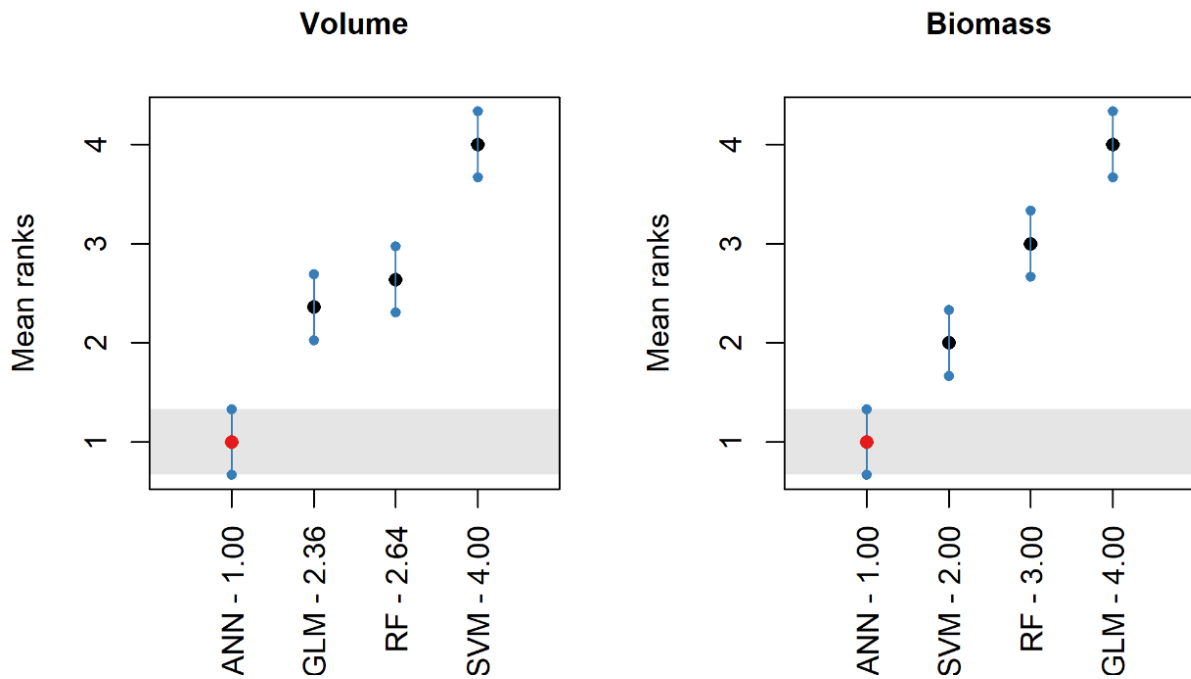 Volume
Mean ranks
4
3
2
1
ANN - 1.00
GLM - 2.36
RF - 2.64
SVM - 4.00
Biomass
Mean ranks
4
3
2
1
ANN - 1.00
SVM - 2.00
RF - 3.00
GLM - 4.00